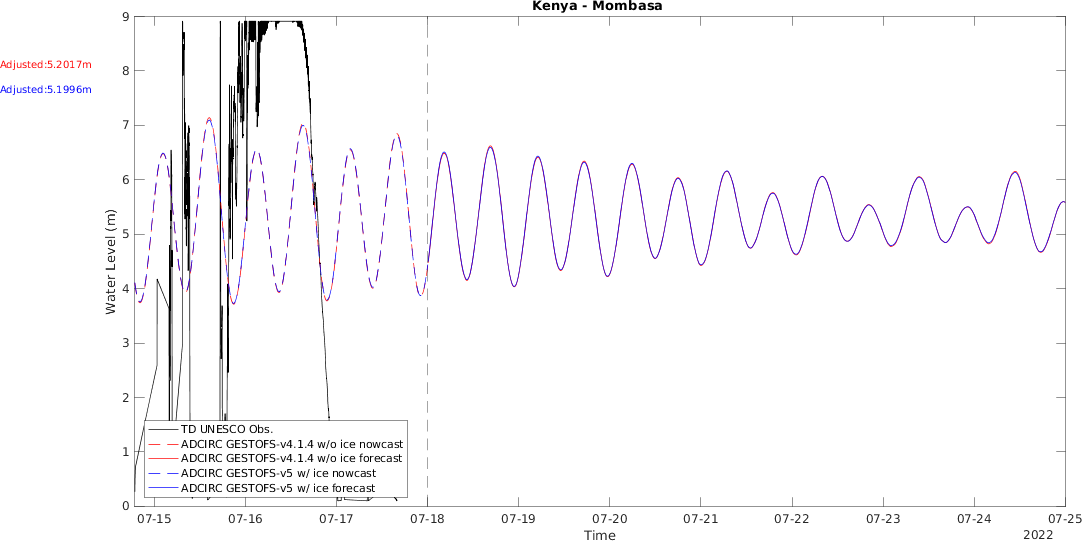 Kenya - Mombasa
Adjusted:5.2017m
Adjusted:5.1996m
Water Level (m)
9
8
7
6
5
4
3
2
1
0
TD UNESCO Obs.
ADCIRC GESTOFS-v4.1.4 w/o ice nowcast
ADCIRC GESTOFS-v4.1.4 w/o ice forecast
ADCIRC GESTOFS-v5 w/ ice nowcast
ADCIRC GESTOFS-v5 w/ ice forecast
07-15 07-16 07-17 07-18 07-19 07-20 07-21 07-22 07-23 07-24 07-25
Time
2022